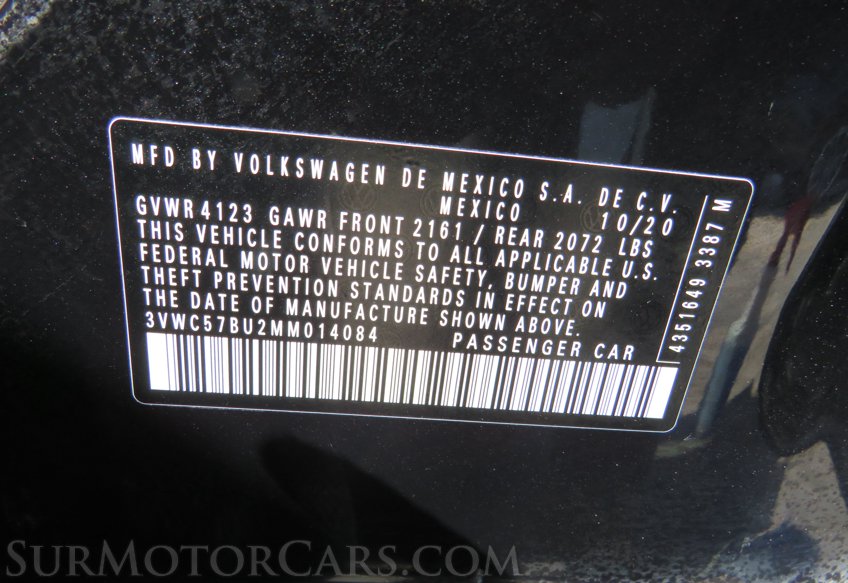 MFD BY VOLKSWAGEN DE MEXICO S.A. DE C.V.
MEXICO 10/20
GVWR 4123 GAWR FRONT 2161 / REAR 2072 LBS
THIS VEHICLE CONFORMS TO ALL APPLICABLE U.S.
FEDERAL MOTOR VEHICLE SAFETY, BUMPER AND
THEFT PREVENTION STANDARDS IN EFFECT ON
THE DATE OF MANUFACTURE SHOWN ABOVE.
3VWC57BU2MM014084 PASSENGER CAR
4351649 3387 M
SurMotorCars.com